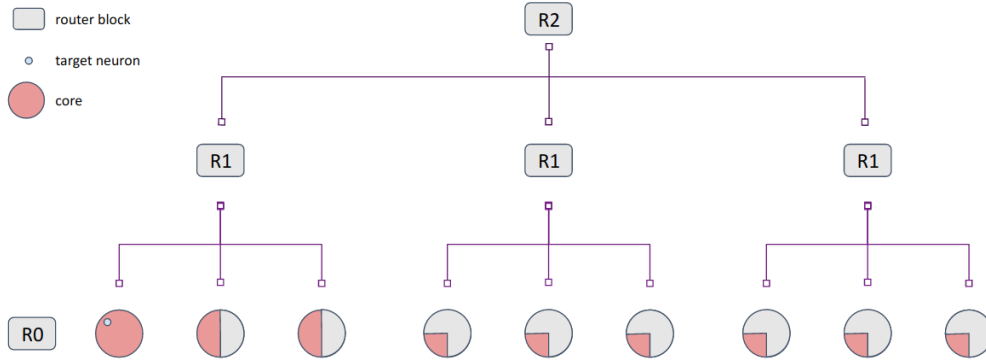 router block
R2
target neuron
core
R1 R1 R1
R0